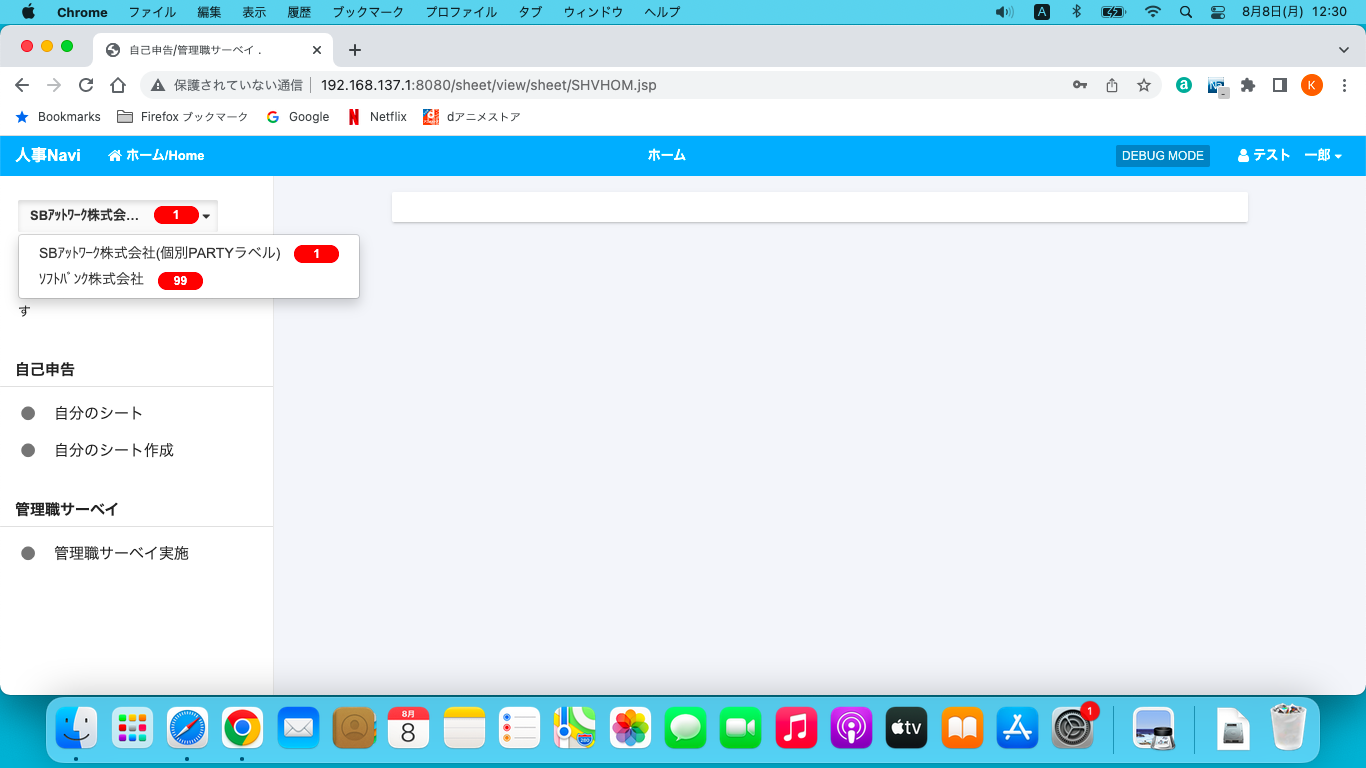 Chrome ファイル 編集 表示 履歴 ブックマーク プロファイル タブ ウィンドウ ヘルプ A 8月8日(月) 12:30
自己申告/管理職サーベイ .
保護されていない通信 192.168.137.1:8080/sheet/view/sheet/SHVHOM.jsp K
Bookmarks Firefox ブックマーク Google Netflix dアニメストア
人事Navi ホーム/Home ホーム DEBUG MODE テスト 一郎
SBｱｯﾄﾜｰｸ株式会... 1
SBｱｯﾄﾜｰｸ株式会社(個別PARTYラベル) 1
ｿﾌﾄﾊﾞﾝｸ株式会社 99
す
自己申告
自分のシート
自分のシート作成
管理職サーベイ
管理職サーベイ実施
8月
8
tv
1